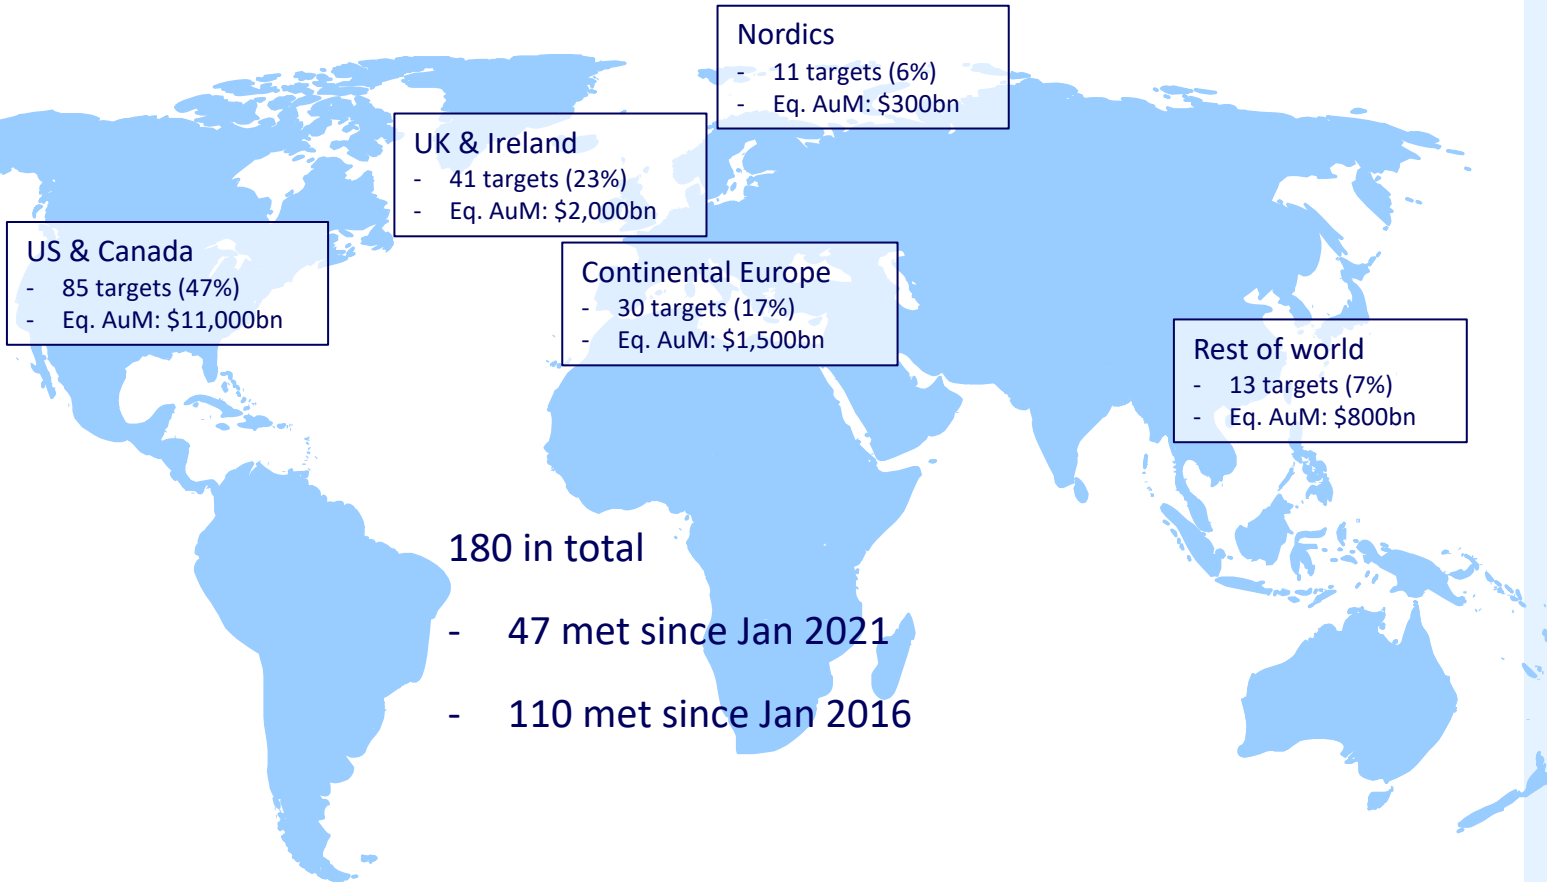 Nordics
- 11 targets (6%)
- Eq. AuM: $300bn
UK & Ireland
- 41 targets (23%)
- Eq. AuM: $2,000bn
US & Canada
- 85 targets (47%)
- Eq. AuM: $11,000bn
Continental Europe
- 30 targets (17%)
- Eq. AuM: $1,500bn
Rest of world
- 13 targets (7%)
- Eq. AuM: $800bn
180 in total
- 47 met since Jan 2021
- 110 met since Jan 2016